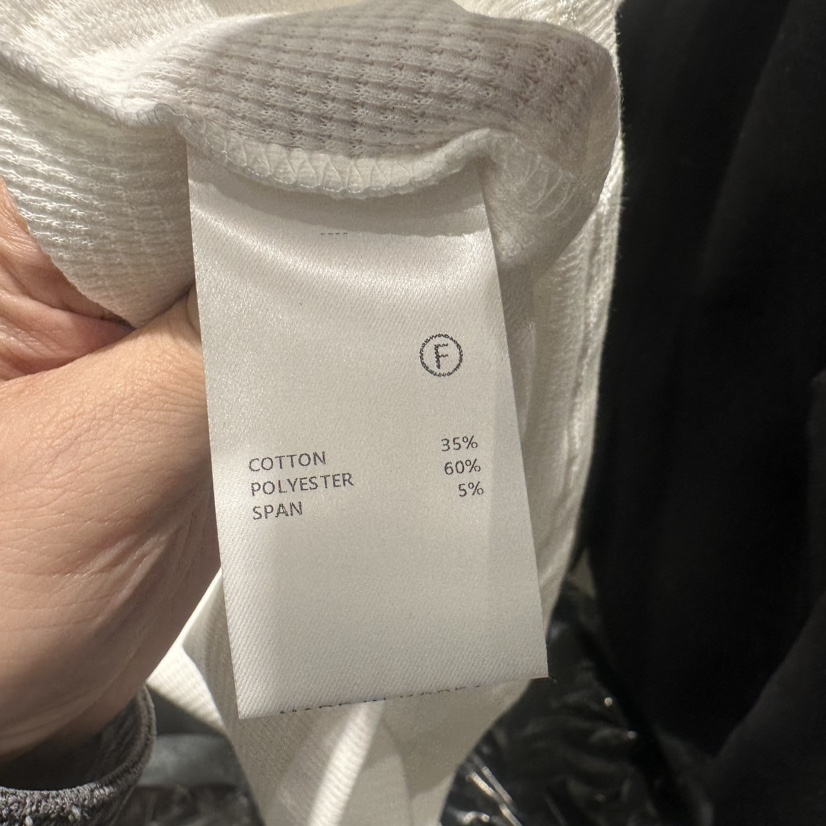 ----
F
COTTON 35%
POLYESTER 60%
SPAN 5%